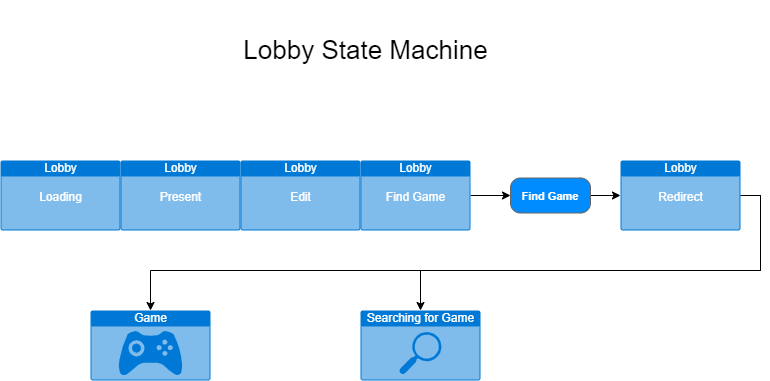 Lobby State Machine
Lobby Lobby Lobby Lobby Lobby
Loading Present Edit Find Game Find Game Redirect
Game Searching for Game